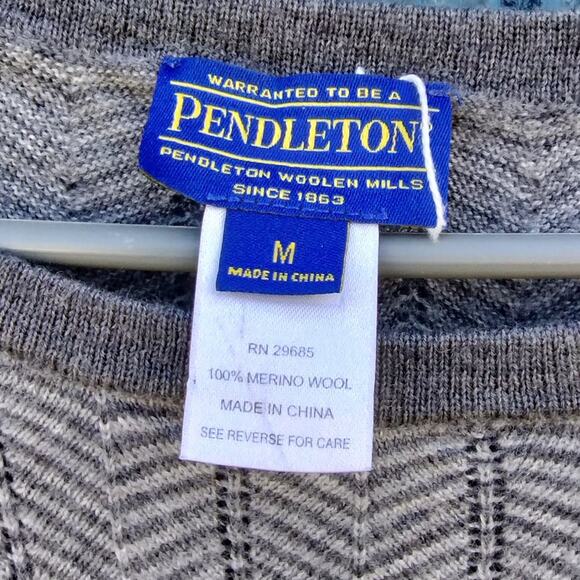 WARRANTED TO BE A
PENDLETON®
PENDLETON WOOLEN MILLS
SINCE 1863
M
MADE IN CHINA
RN 29685
100% MERINO WOOL
MADE IN CHINA
SEE REVERSE FOR CARE